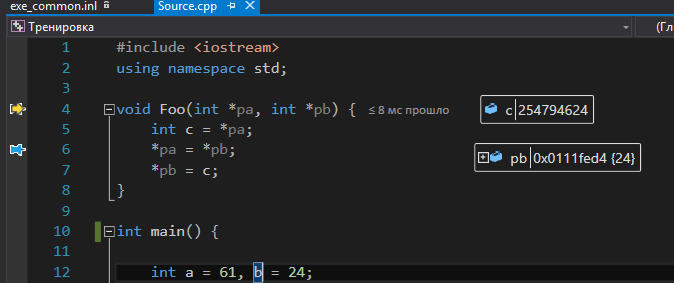 exe_common.inl Source.cpp
Тренировка (Гл
1 #include <iostream>
2 using namespace std;
3
4 void Foo(int *pa, int *pb) { ≤ 8 мс прошло c 254794624
5 int c = *pa;
6 *pa = *pb; pb 0x0111fed4 {24}
7 *pb = c;
8 }
9
10 int main() {
11
12 int a = 61, b = 24;